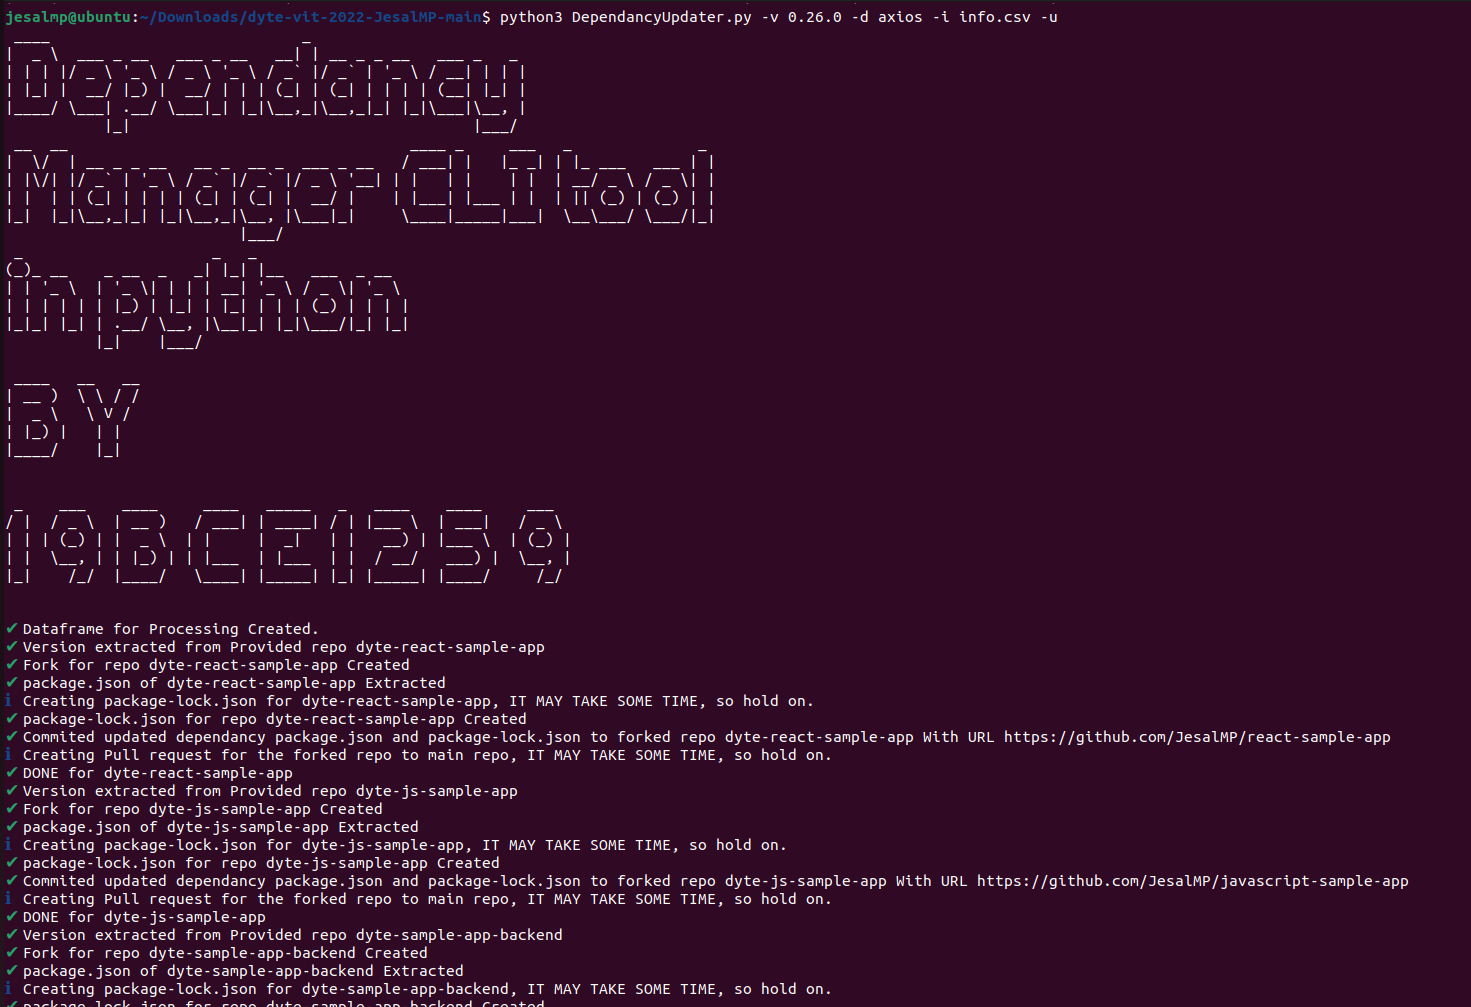 jesalmp@ubuntu:~/Downloads/dyte-vit-2022-JesalMP-main$ python3 DependancyUpdater.py -v 0.26.0 -d axios -i info.csv -u
Dependancy
Manager CLI tool
in python
BY
19BCE1259
✔ Dataframe for Processing Created.
✔ Version extracted from Provided repo dyte-react-sample-app
✔ Fork for repo dyte-react-sample-app Created
✔ package.json of dyte-react-sample-app Extracted
ℹ Creating package-lock.json for dyte-react-sample-app, IT MAY TAKE SOME TIME, so hold on.
✔ package-lock.json for repo dyte-react-sample-app Created
✔ Commited updated dependancy package.json and package-lock.json to forked repo dyte-react-sample-app With URL https://github.com/JesalMP/react-sample-app
ℹ Creating Pull request for the forked repo to main repo, IT MAY TAKE SOME TIME, so hold on.
✔ DONE for dyte-react-sample-app
✔ Version extracted from Provided repo dyte-js-sample-app
✔ Fork for repo dyte-js-sample-app Created
✔ package.json of dyte-js-sample-app Extracted
ℹ Creating package-lock.json for dyte-js-sample-app, IT MAY TAKE SOME TIME, so hold on.
✔ package-lock.json for repo dyte-js-sample-app Created
✔ Commited updated dependancy package.json and package-lock.json to forked repo dyte-js-sample-app With URL https://github.com/JesalMP/javascript-sample-app
ℹ Creating Pull request for the forked repo to main repo, IT MAY TAKE SOME TIME, so hold on.
✔ DONE for dyte-js-sample-app
✔ Version extracted from Provided repo dyte-sample-app-backend
✔ Fork for repo dyte-sample-app-backend Created
✔ package.json of dyte-sample-app-backend Extracted
ℹ Creating package-lock.json for dyte-sample-app-backend, IT MAY TAKE SOME TIME, so hold on.
✔ package-lock.json for repo dyte-sample-app-backend Created